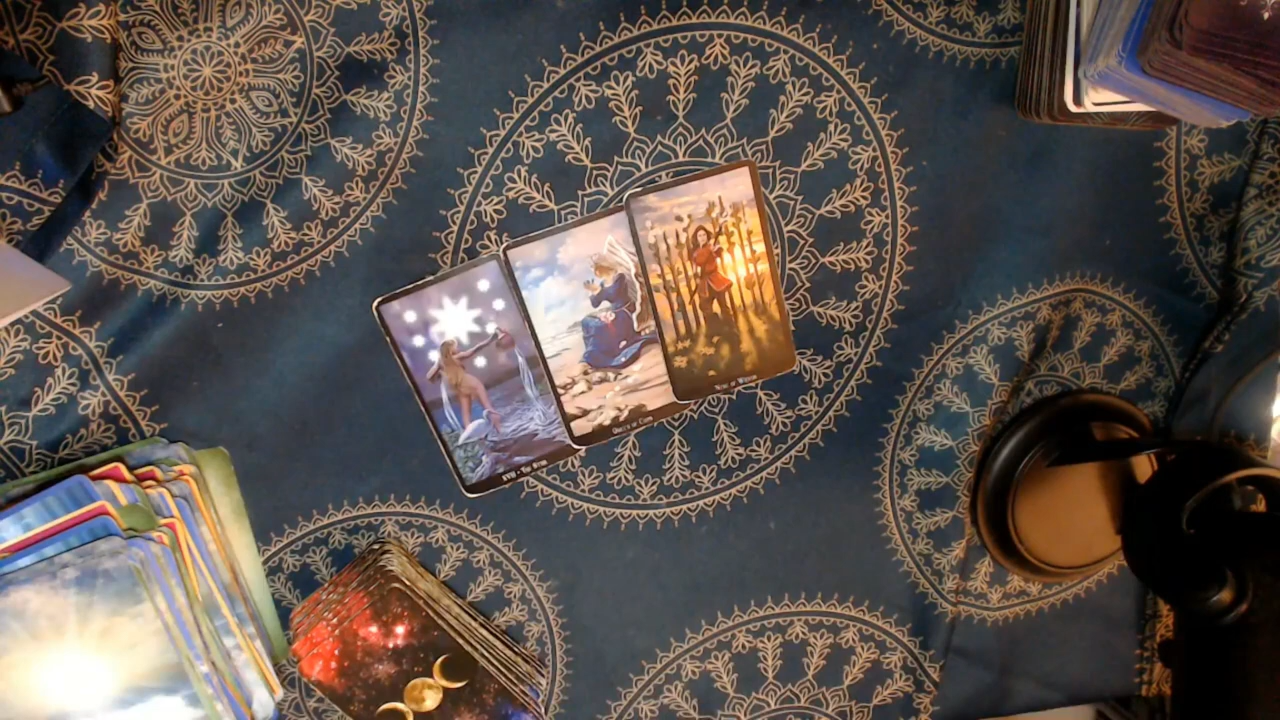 XVII • The Star
Queen of Cups
Nine of Wands